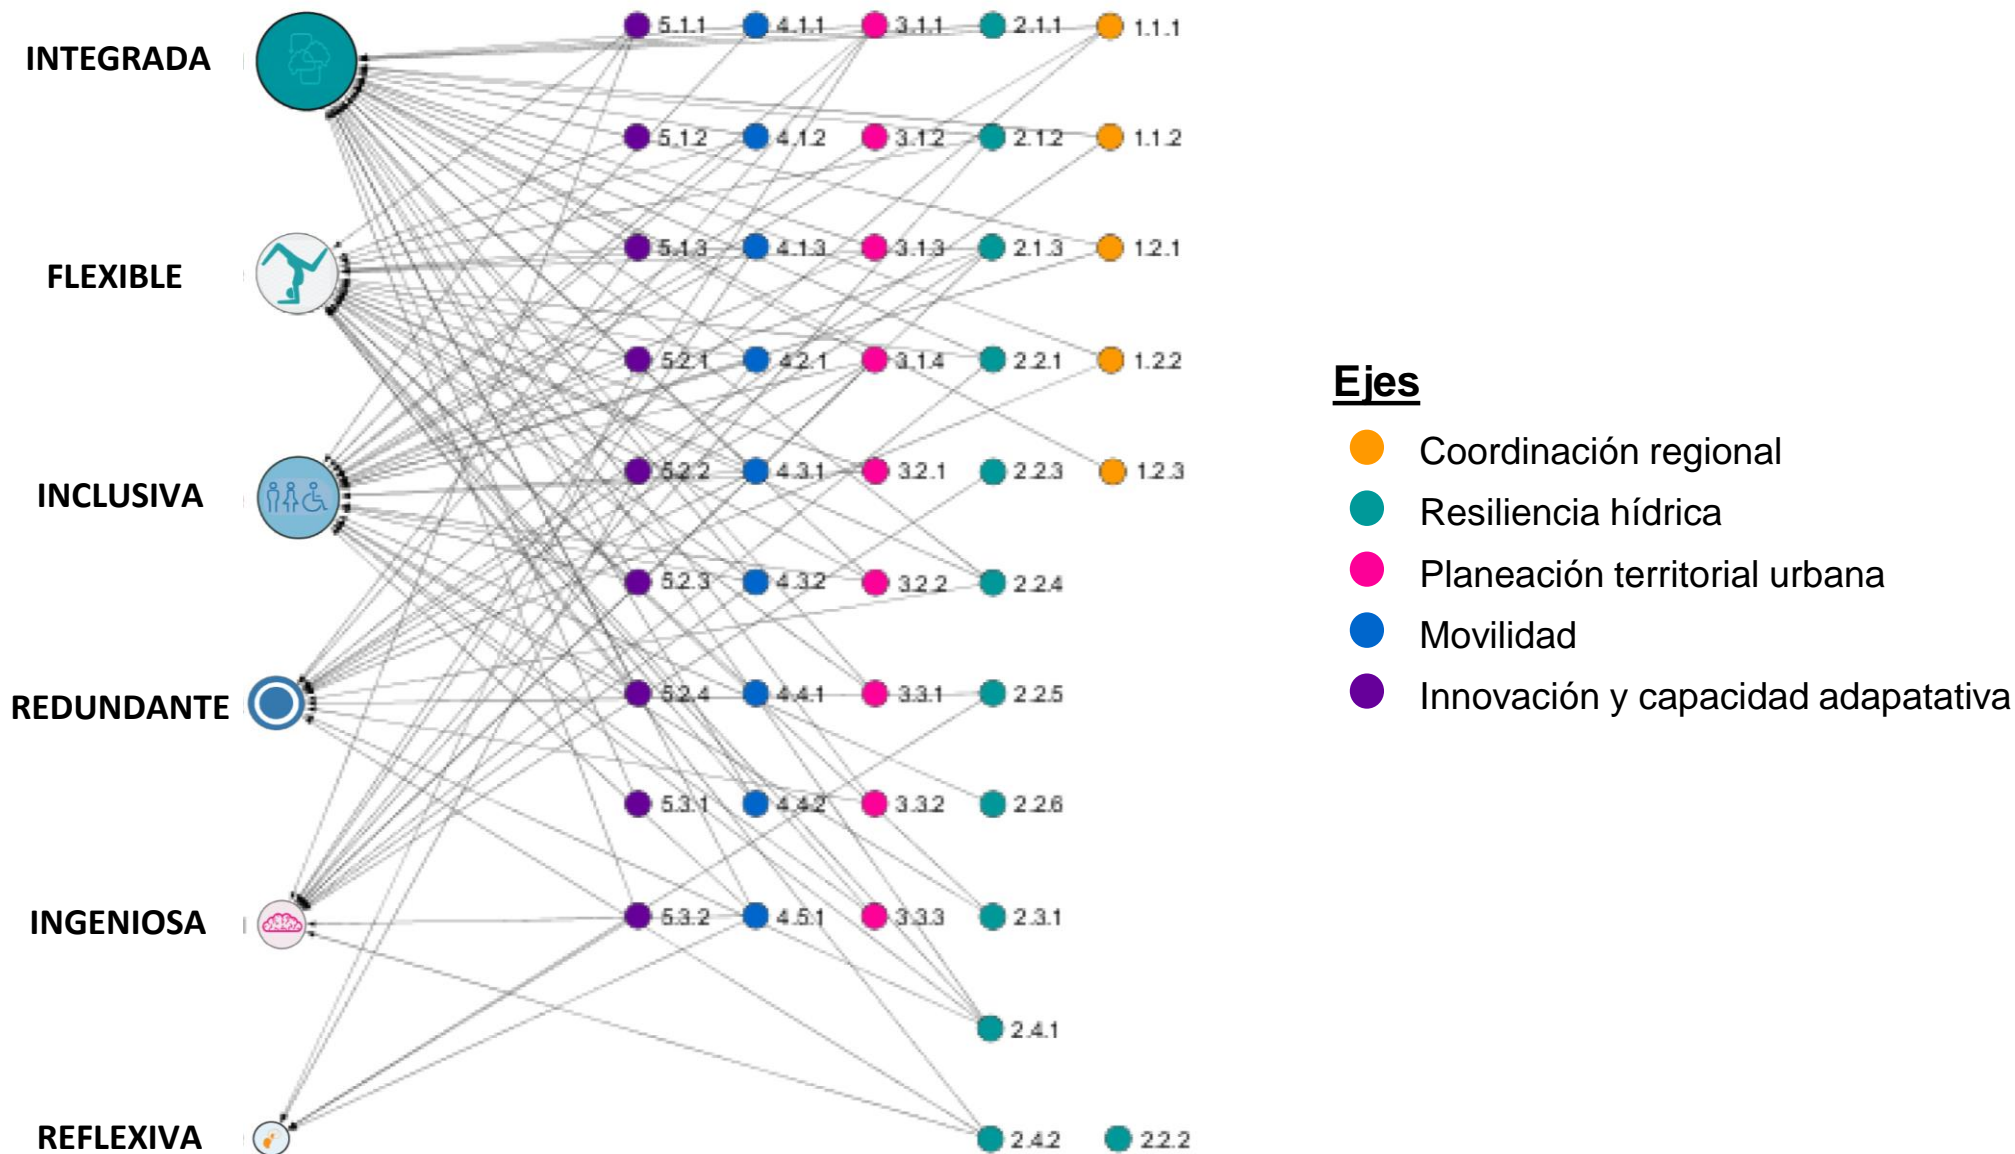 INTEGRADA
5.1.1 4.1.1 3.1.1 2.1.1 1.1.1
5.1.2 4.1.2 3.1.2 2.1.2 1.1.2
FLEXIBLE
5.1.3 4.1.3 3.1.3 2.1.3 1.2.1
5.2.1 4.2.1 3.1.4 2.2.1 1.2.2
INCLUSIVA
5.2.2 4.3.1 3.2.1 2.2.3 1.2.3
5.2.3 4.3.2 3.2.2 2.2.4
REDUNDANTE
5.2.4 4.4.1 3.3.1 2.2.5
5.3.1 4.4.2 3.3.2 2.2.6
INGENIOSA
5.3.2 4.5.1 3.3.3 2.3.1
2.4.1
REFLEXIVA
2.4.2 2.2.2
Ejes
Coordinación regional
Resiliencia hídrica
Planeación territorial urbana
Movilidad
Innovación y capacidad adapatativa